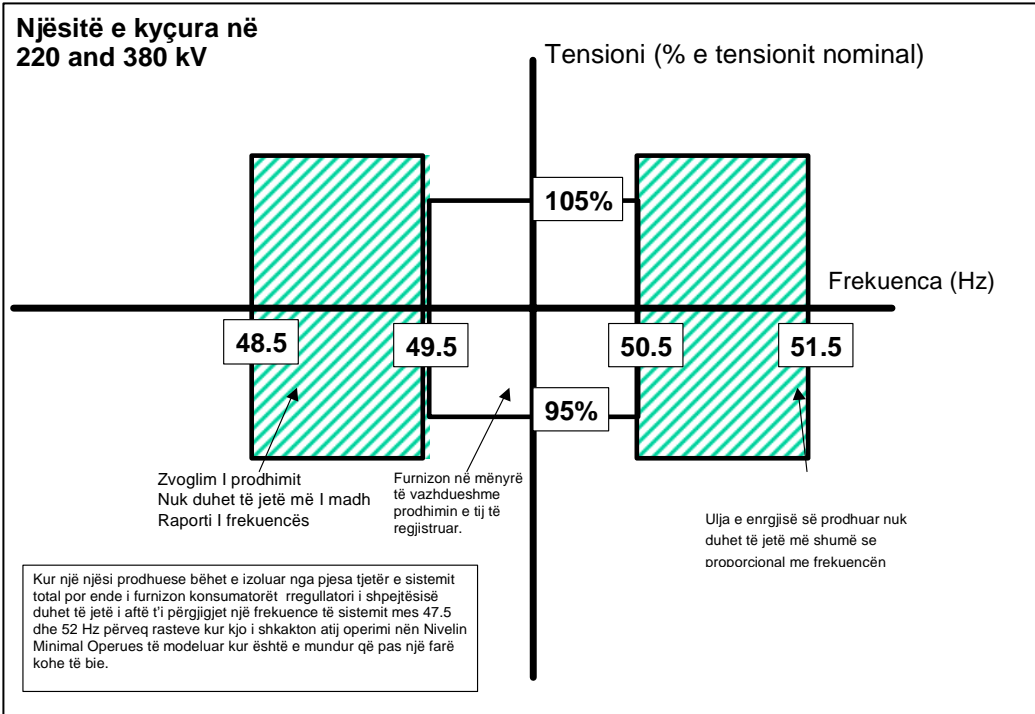 Njësitë e kyçura në
220 and 380 kV
Tensioni (% e tensionit nominal)
105%
Frekuenca (Hz)
48.5
49.5
50.5
51.5
95%
Zvoglim I prodhimit
Nuk duhet të jetë më I madh
Raporti I frekuencës
Furnizon në mënyrë
të vazhdueshme
prodhimin e tij të
regjistruar.
Ulja e enrgjisë së prodhuar nuk
duhet të jetë më shumë se
proporcional me frekuencën
Kur një njësi prodhuese bëhet e izoluar nga pjesa tjetër e sistemit
total por ende i furnizon konsumatorët rregullatori i shpejtësisë
duhet të jetë i aftë t'i përgjigjet një frekuence të sistemit mes 47.5
dhe 52 Hz përveq rasteve kur kjo i shkakton atij operimi nën Nivelin
Minimal Operues të modeluar kur është e mundur që pas një farë
kohe të bie.